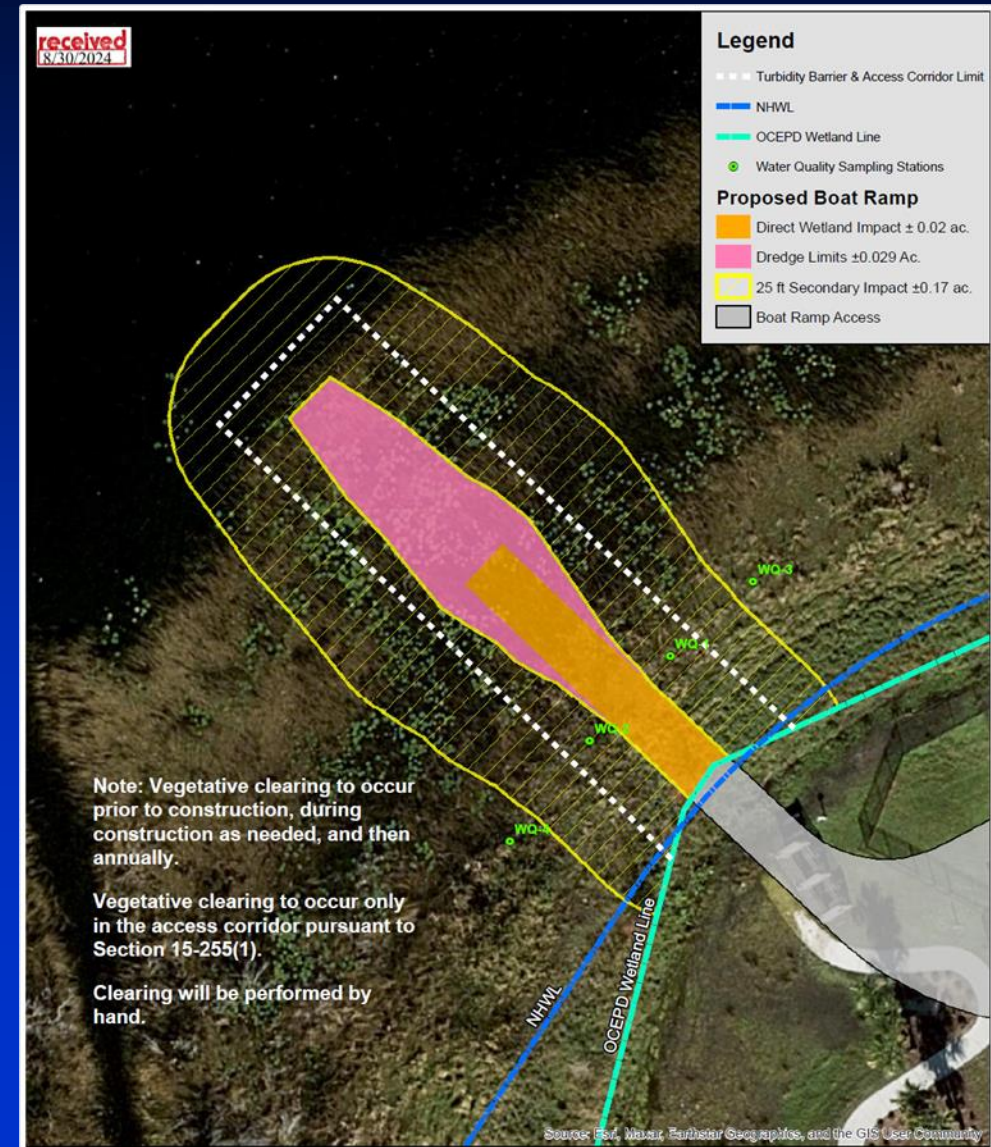 received
8/30/2024
Legend
Turbidity Barrier & Access Corridor Limit
NHWL
OCEPD Wetland Line
Water Quality Sampling Stations
Proposed Boat Ramp
Direct Wetland Impact ± 0.02 ac.
Dredge Limits ±0.029 Ac.
25 ft Secondary Impact ±0.17 ac.
Boat Ramp Access
WQ-3
WQ-1
WQ-2
WQ-4
Note: Vegetative clearing to occur
prior to construction, during
construction as needed, and then
annually.
Vegetative clearing to occur only
in the access corridor pursuant to
Section 15-255(1).
Clearing will be performed by
hand.
NHWL
OCEPD Wetland Line
Source: Esri, Maxar, Earthstar Geographics, and the GIS User Community